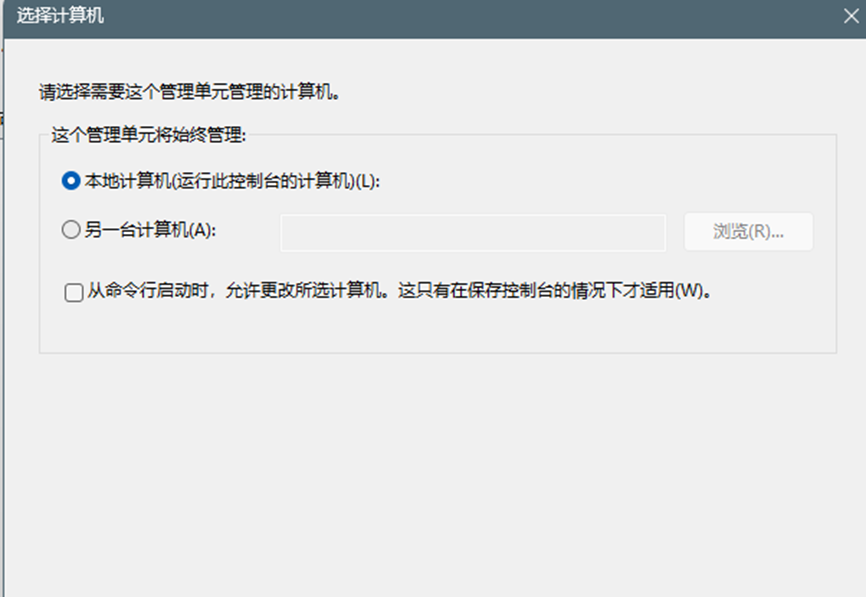 选择计算机
请选择需要这个管理单元管理的计算机。
这个管理单元将始终管理:
本地计算机(运行此控制台的计算机)(L):
另一台计算机(A):
浏览(R)...
从命令行启动时，允许更改所选计算机。这只有在保存控制台的情况下才适用(W)。